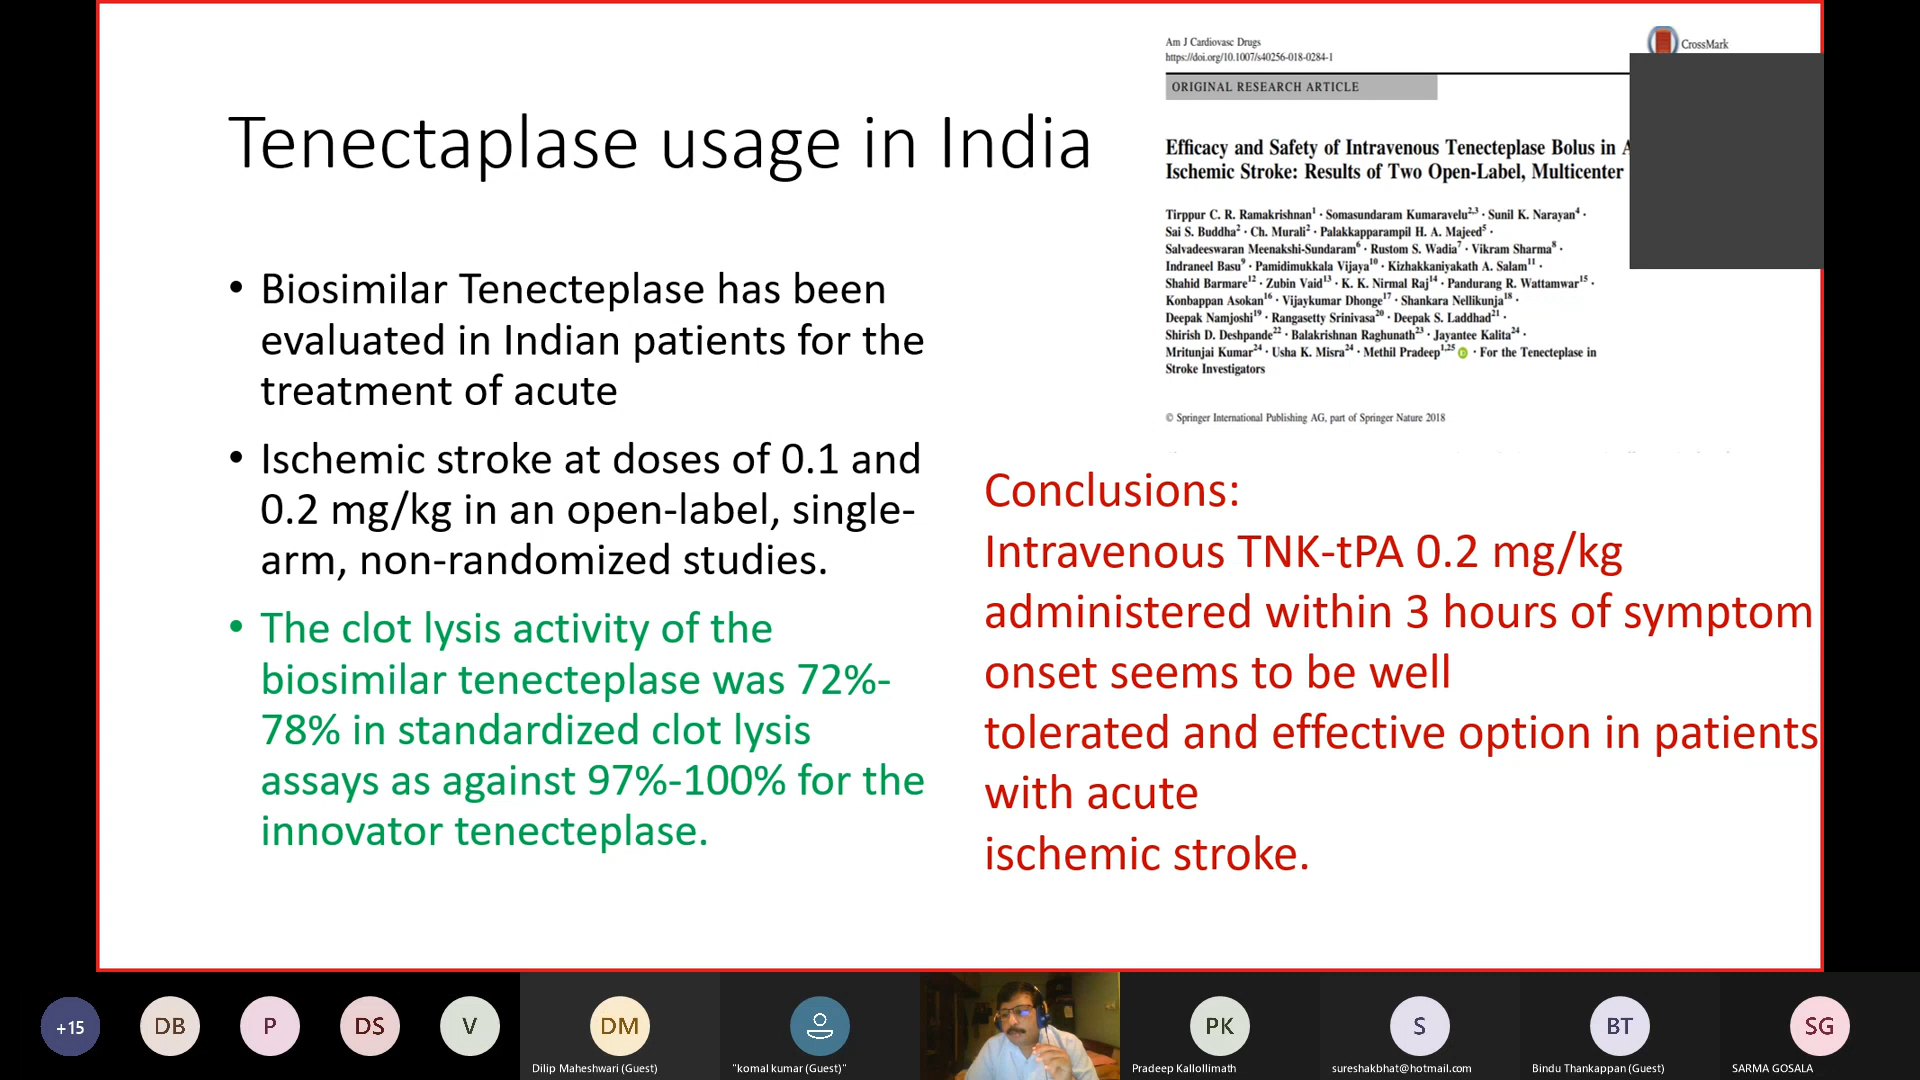 Am J Cardiovasc Drugs
https://doi.org/10.1007/s40256-018-0284-1
CrossMark
ORIGINAL RESEARCH ARTICLE
Tenectaplase usage in India
Efficacy and Safety of Intravenous Tenecteplase Bolus in
Ischemic Stroke: Results of Two Open-Label, Multicenter
Tirppur C. R. Ramakrishnan1 · Somasundaram Kumaravelu2,3 · Sunil K. Narayan4 ·
Sai S. Buddha2 · Ch. Murali2 · Palakkapparampil H. A. Majeed5 ·
Salvadeeswaran Meenakshi-Sundaram6 · Rustom S. Wadia7 · Vikram Sharma8 ·
Indraneel Basu9 · Pamidimukkala Vijaya10 · Kizhakkaniyakath A. Salam11 ·
Shahid Barmare12 · Zubin Vaid13 · K. K. Nirmal Raj14 · Pandurang R. Wattamwar15 ·
Konbappan Asokan16 · Vijaykumar Dhonge17 · Shankara Nellikunja18 ·
Deepak Namjoshi19 · Rangasetty Srinivasa20 · Deepak S. Laddhad21 ·
Shirish D. Deshpande22 · Balakrishnan Raghunath23 · Jayantee Kalita24 ·
Mritunjai Kumar24 · Usha K. Misra24 · Methil Pradeep1,25 · For the Tenecteplase in
Stroke Investigators
© Springer International Publishing AG, part of Springer Nature 2018
• Biosimilar Tenecteplase has been
evaluated in Indian patients for the
treatment of acute
• Ischemic stroke at doses of 0.1 and
0.2 mg/kg in an open-label, single-
arm, non-randomized studies.
• The clot lysis activity of the
biosimilar tenecteplase was 72%-
78% in standardized clot lysis
assays as against 97%-100% for the
innovator tenecteplase.
Conclusions:
Intravenous TNK-tPA 0.2 mg/kg
administered within 3 hours of symptom
onset seems to be well
tolerated and effective option in patients
with acute
ischemic stroke.
+15
DB
P
DS
V
DM
Dilip Maheshwari (Guest)
"komal kumar (Guest)"
PK
Pradeep Kallollimath
S
sureshakbhat@hotmail.com
BT
Bindu Thankappan (Guest)
SG
SARMA GOSALA